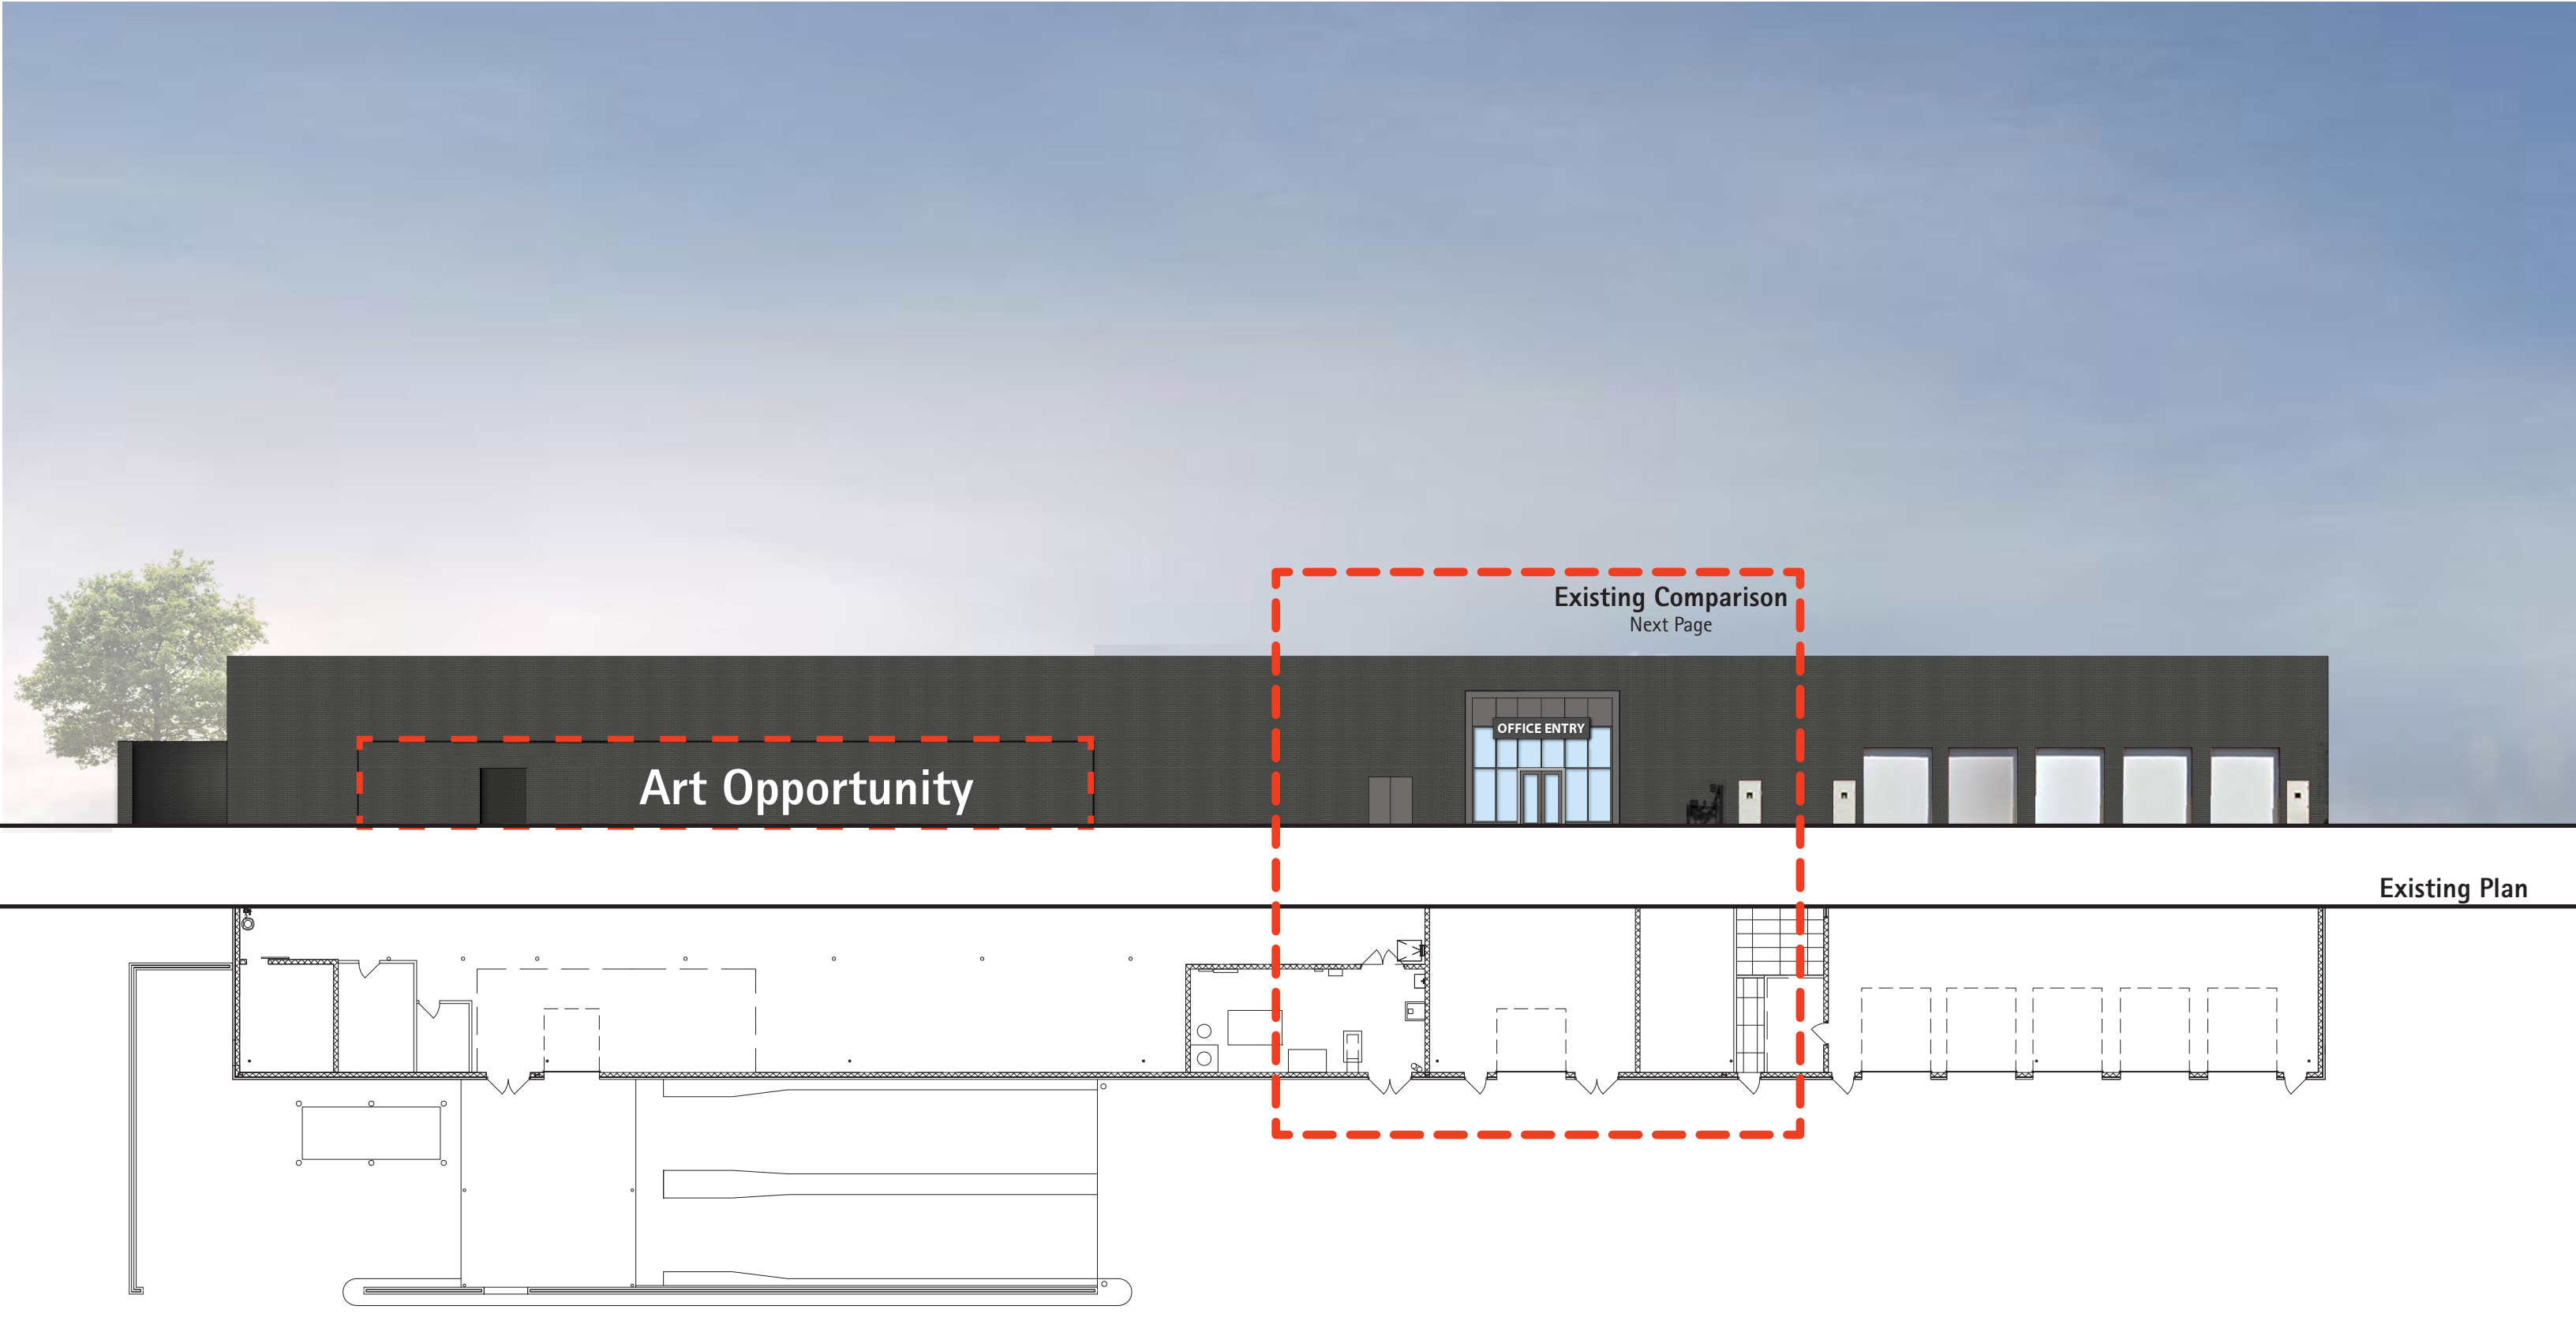 Existing Comparison
Next Page
OFFICE ENTRY
Art Opportunity
Existing Plan